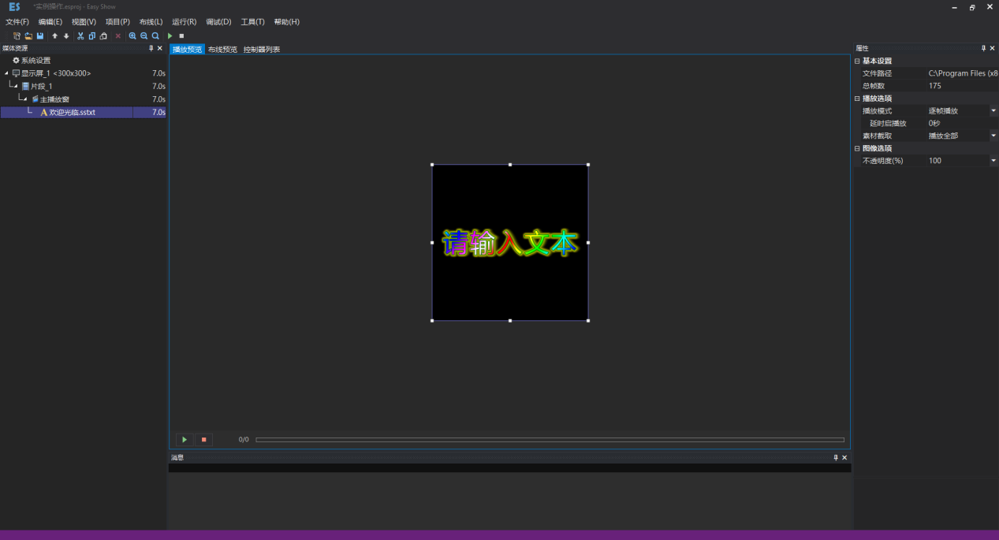 ES *实例操作.esproj - Easy Show
文件(F) 编辑(E) 视图(V) 项目(P) 布线(L) 运行(R) 调试(D) 工具(T) 帮助(H)
媒体资源
系统设置
显示屏_1 <300x300> 7.0s
片段_1 7.0s
主播放窗 7.0s
A 欢迎光临.sstxt 7.0s
播放预览 布线预览 控制器列表
请输入文本
0/0
消息
属性
基本设置
文件路径 C:\Program Files (x8
总帧数 175
播放选项
播放模式 逐帧播放
延时启播放 0秒
素材截取 播放全部
图像选项
不透明度(%) 100